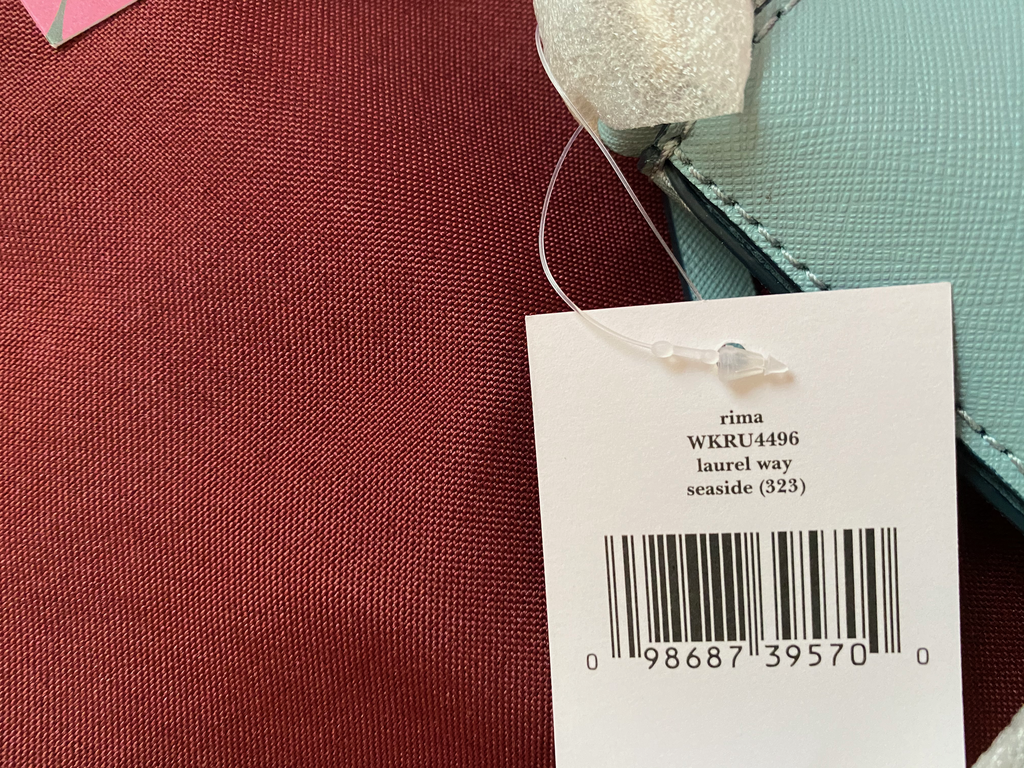 rima
WKRU4496
laurel way
seaside (323)
0 98687 39570 0